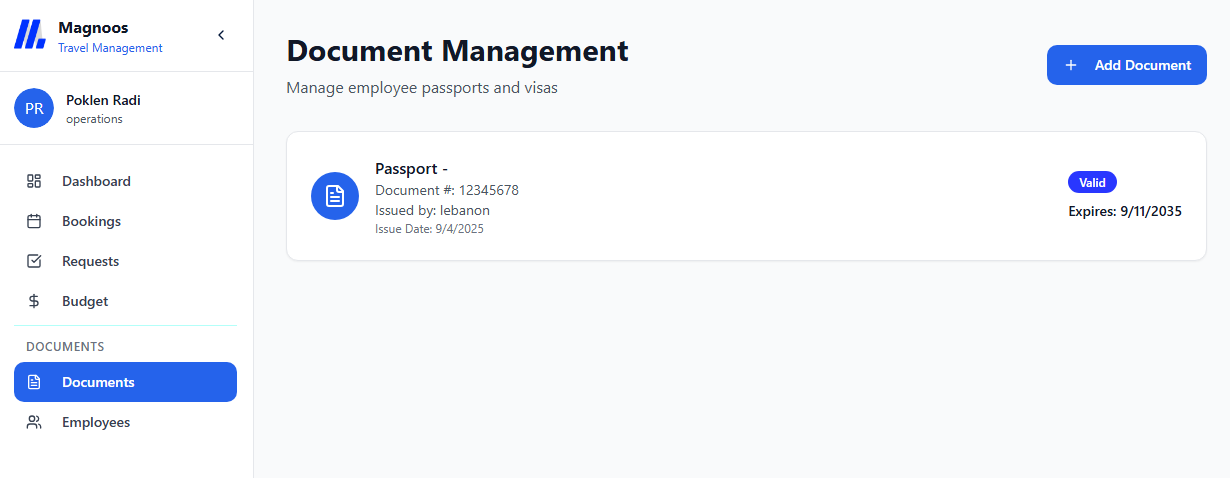 Magnoos
Travel Management
PR
Poklen Radi
operations
Dashboard
Bookings
Requests
Budget
DOCUMENTS
Documents
Employees
Document Management
Manage employee passports and visas
+ Add Document
Passport -
Document #: 12345678
Issued by: lebanon
Issue Date: 9/4/2025
Valid
Expires: 9/11/2035